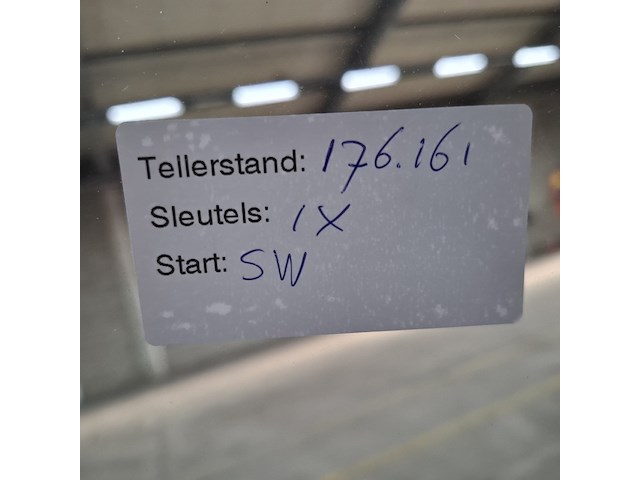 Tellerstand: 176.161
Sleutels: 1X
Start: SW